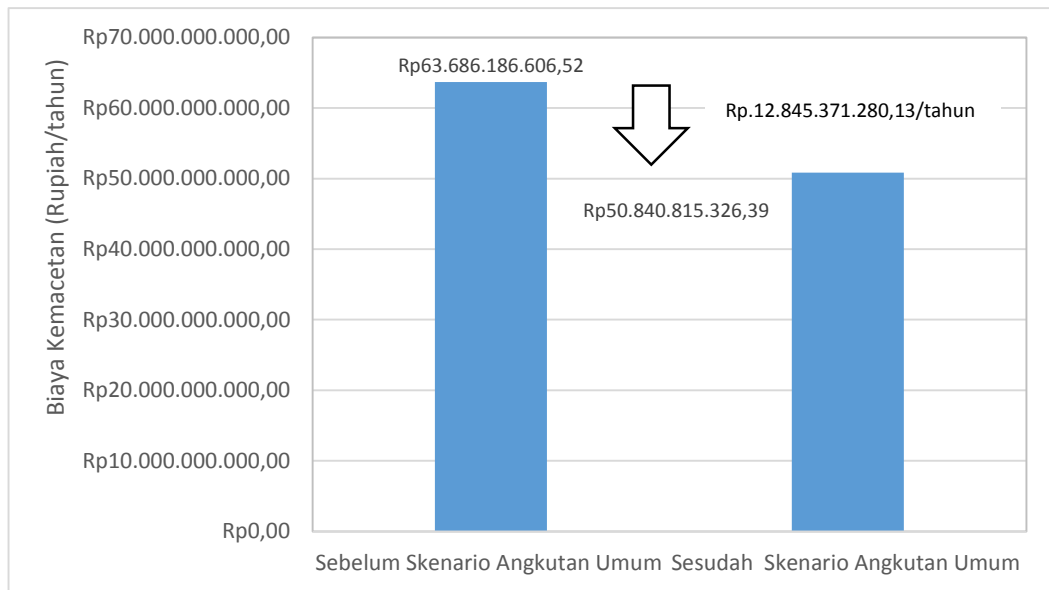 Biaya Kemacetan (Rupiah/tahun)
Rp70.000.000.000,00
Rp60.000.000.000,00
Rp50.000.000.000,00
Rp40.000.000.000,00
Rp30.000.000.000,00
Rp20.000.000.000,00
Rp10.000.000.000,00
Rp0,00
Rp63.686.186.606,52
Rp.12.845.371.280,13/tahun
Rp50.840.815.326,39
Sebelum Skenario Angkutan Umum
Sesudah Skenario Angkutan Umum